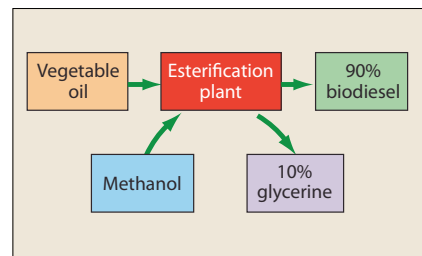 Vegetable
oil
Esterification
plant
90%
biodiesel
Methanol
10%
glycerine